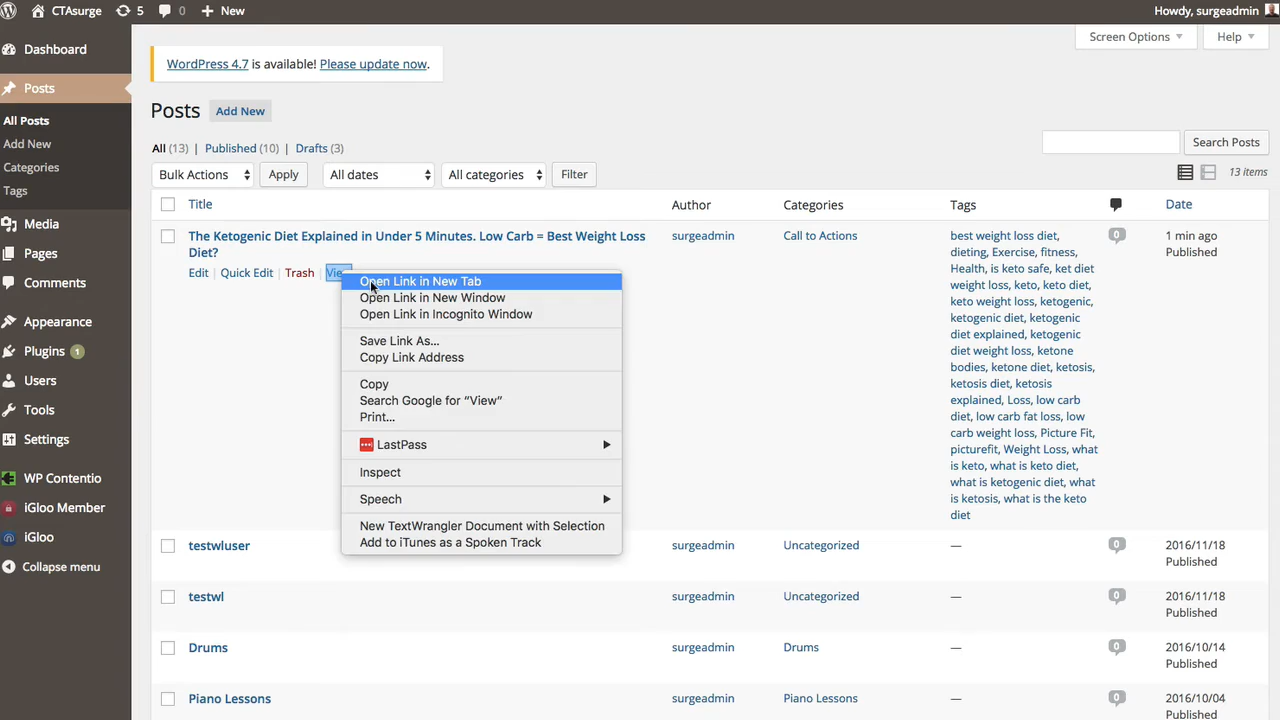 CTAsurge 5 0 New Howdy, surgeadmin
Dashboard
Posts
All Posts
Add New
Categories
Tags
Media
Pages
Comments
Appearance
Plugins 1
Users
Tools
Settings
WP Contentio
iGloo Member
iGloo
Collapse menu
Screen Options Help
WordPress 4.7 is available! Please update now.
Posts Add New
All (13) | Published (10) | Drafts (3)
Search Posts
Bulk Actions Apply All dates All categories Filter
13 items
Title Author Categories Tags Date
The Ketogenic Diet Explained in Under 5 Minutes. Low Carb = Best Weight Loss
Diet?
Edit | Quick Edit | Trash | Vie
surgeadmin
Call to Actions
best weight loss diet,
dieting, Exercise, fitness,
Health, is keto safe, ket diet
weight loss, keto, keto diet,
keto weight loss, ketogenic,
ketogenic diet, ketogenic
diet explained, ketogenic
diet weight loss, ketone
bodies, ketone diet, ketosis,
ketosis diet, ketosis
explained, Loss, low carb
diet, low carb fat loss, low
carb weight loss, Picture Fit,
picturefit, Weight Loss, what
is keto, what is keto diet,
what is ketogenic diet, what
is ketosis, what is the keto
diet
0
1 min ago
Published
Open Link in New Tab
Open Link in New Window
Open Link in Incognito Window
Save Link As...
Copy Link Address
Copy
Search Google for “View”
Print...
LastPass
Inspect
Speech
New TextWrangler Document with Selection
Add to iTunes as a Spoken Track
testwluser surgeadmin Uncategorized — 0 2016/11/18
Published
testwl surgeadmin Uncategorized — 0 2016/11/18
Published
Drums surgeadmin Drums — 0 2016/10/14
Published
Piano Lessons surgeadmin Piano Lessons — 0 2016/10/04
Published